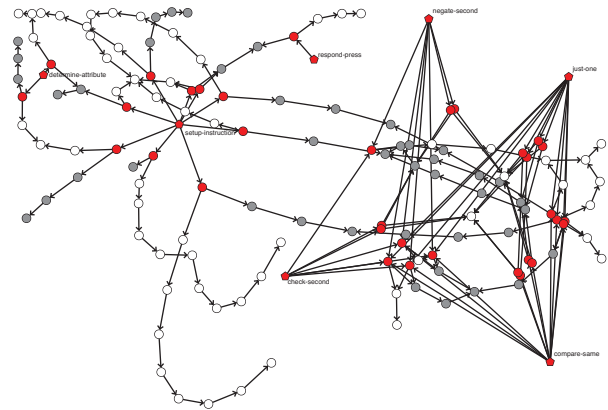 negate-second
respond-press
just-one
determine-attribute
setup-instruction
check-second
compare-same